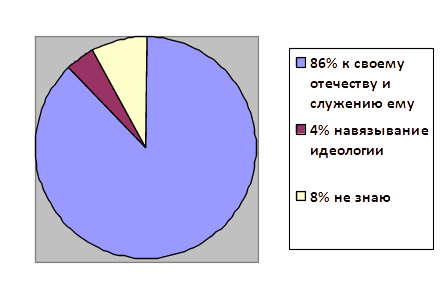 86% к своему
отечеству и
служению ему
4% навязывание
идеологии
8% не знаю